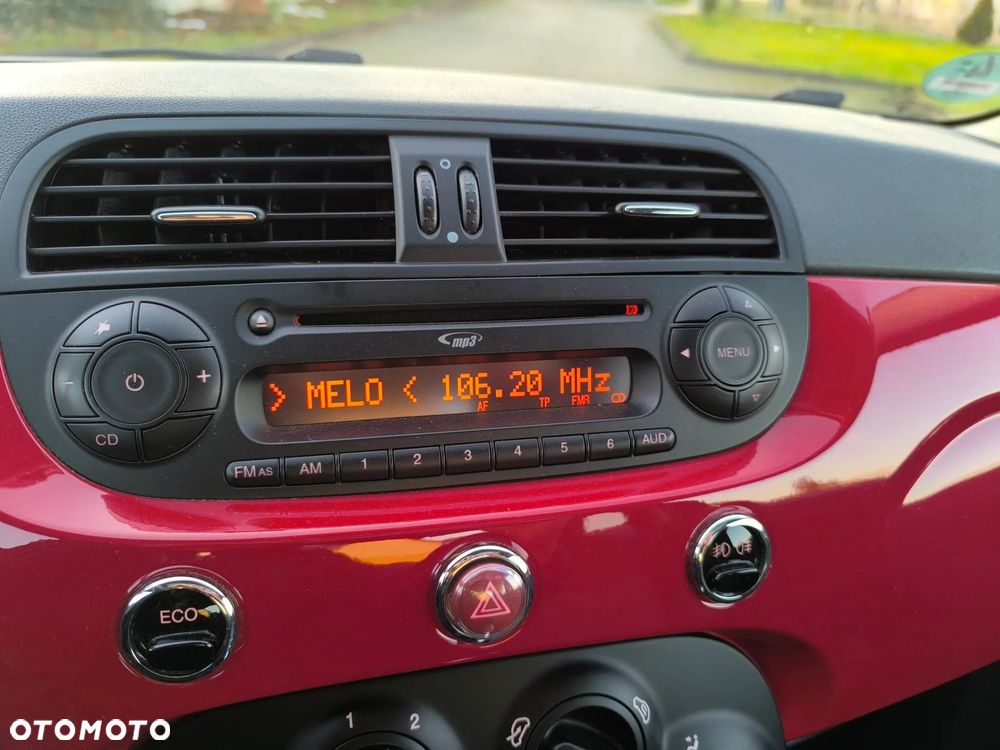 mp3
> MELO < 106.20 MHz
AF TP FMR
MENU
CD
FM AS AM 1 2 3 4 5 6 AUD
ECO
1 2
OTOMOTO